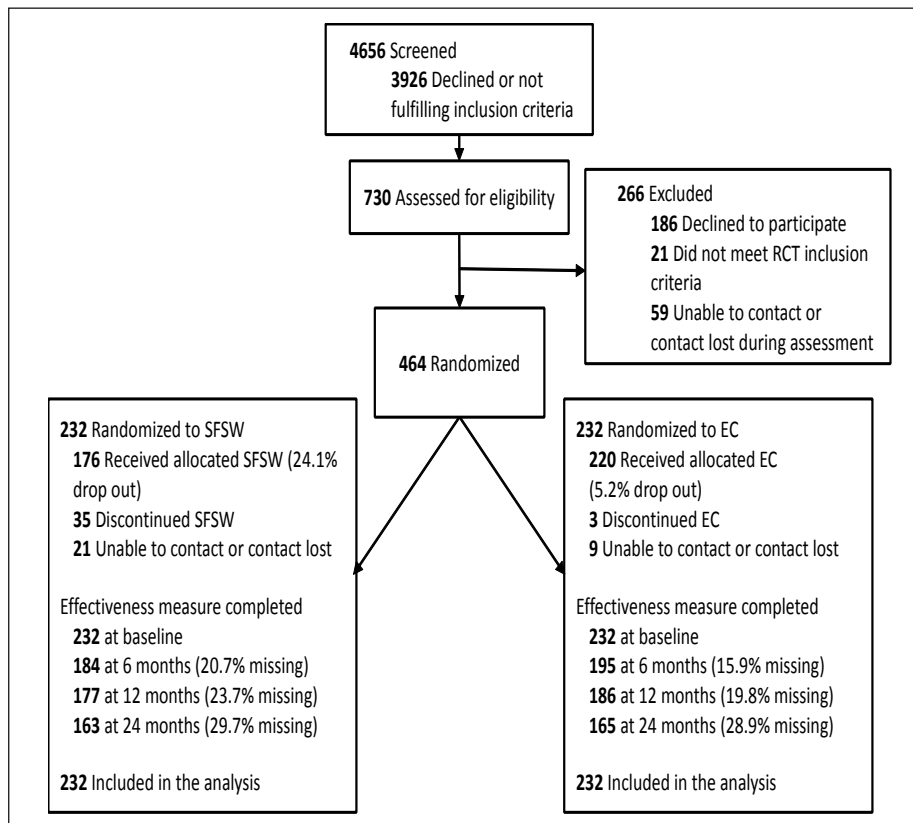 4656 Screened
3926 Declined or not
fulfilling inclusion criteria
730 Assessed for eligibility
266 Excluded
186 Declined to participate
21 Did not meet RCT inclusion
criteria
59 Unable to contact or
contact lost during assessment
464 Randomized
232 Randomized to SFSW
176 Received allocated SFSW (24.1%
drop out)
35 Discontinued SFSW
21 Unable to contact or contact lost
Effectiveness measure completed
232 at baseline
184 at 6 months (20.7% missing)
177 at 12 months (23.7% missing)
163 at 24 months (29.7% missing)
232 Included in the analysis
232 Randomized to EC
220 Received allocated EC
(5.2% drop out)
3 Discontinued EC
9 Unable to contact or contact lost
Effectiveness measure completed
232 at baseline
195 at 6 months (15.9% missing)
186 at 12 months (19.8% missing)
165 at 24 months (28.9% missing)
232 Included in the analysis